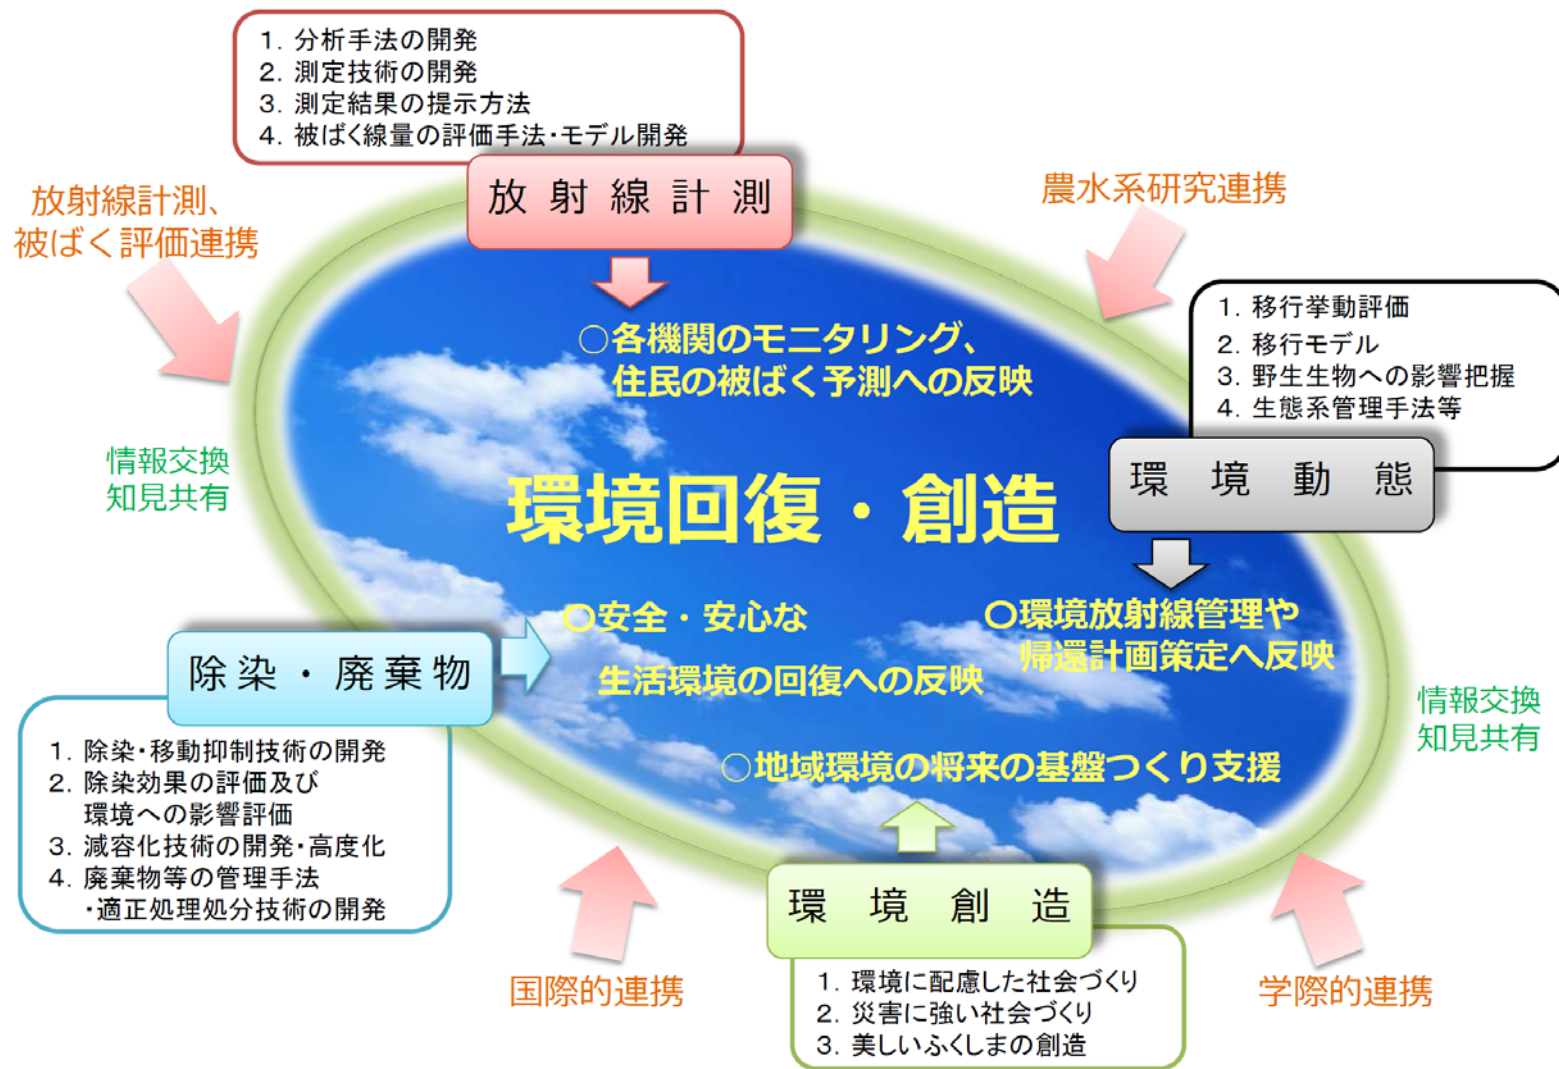 1. 分析手法の開発
2. 測定技術の開発
3. 測定結果の提示方法
4. 被ばく線量の評価手法・モデル開発
放射線計測
放射線計測、
被ばく評価連携
農水系研究連携
○各機関のモニタリング、
住民の被ばく予測への反映
1. 移行挙動評価
2. 移行モデル
3. 野生生物への影響把握
4. 生態系管理手法等
環境動態
情報交換
知見共有
環境回復・創造
○安全・安心な
生活環境の回復への反映
○環境放射線管理や
帰還計画策定へ反映
除染・廃棄物
1. 除染・移動抑制技術の開発
2. 除染効果の評価及び
環境への影響評価
3. 減容化技術の開発・高度化
4. 廃棄物等の管理手法
・適正処理処分技術の開発
情報交換
知見共有
○地域環境の将来の基盤つくり支援
環境創造
1. 環境に配慮した社会づくり
2. 災害に強い社会づくり
3. 美しいふくしまの創造
国際的連携
学際的連携